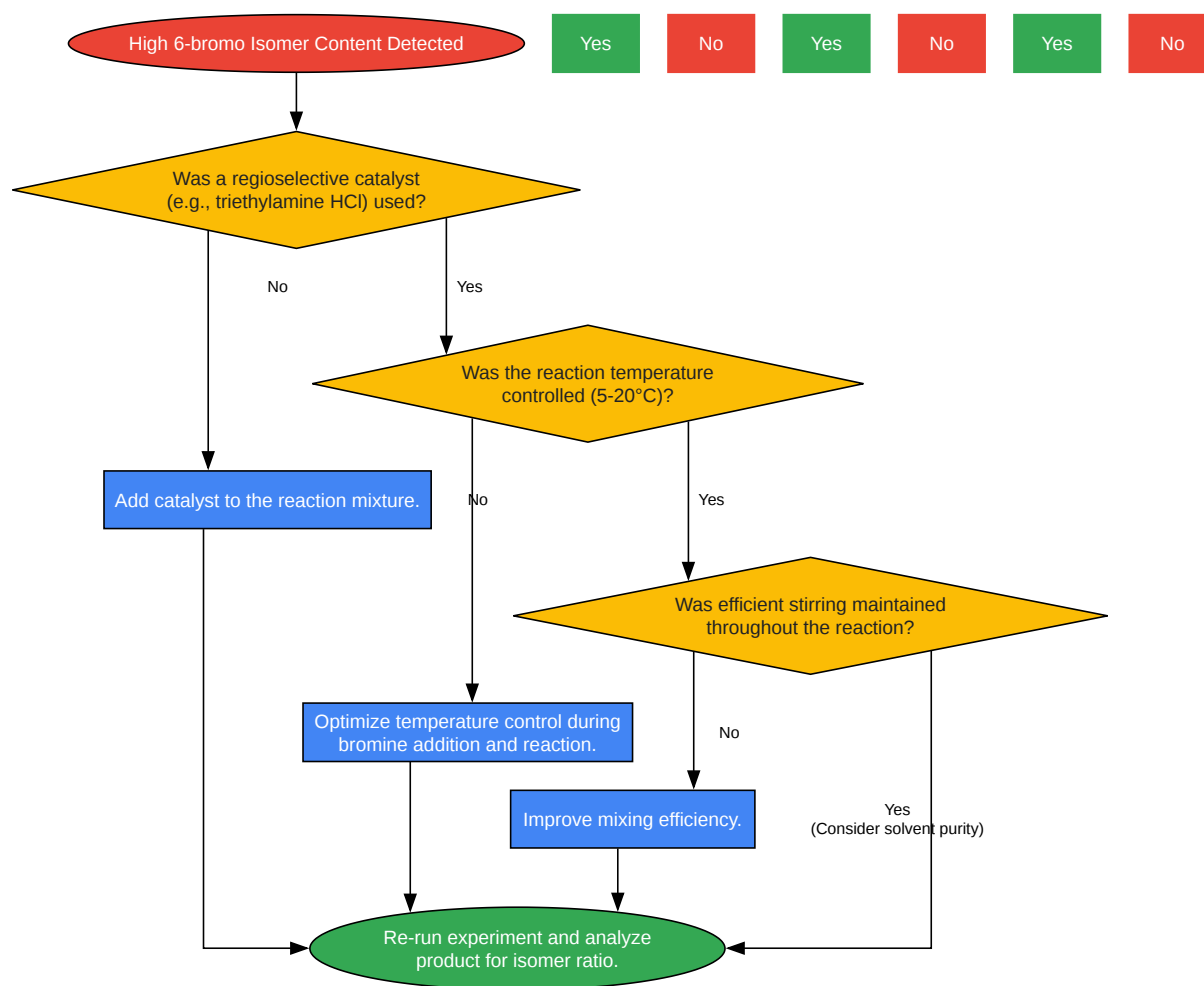 High 6-bromo Isomer Content Detected
Yes
No
Yes
No
Yes
No
Was a regioselective catalyst
(e.g., triethylamine HCl) used?
No
Yes
Was the reaction temperature
controlled (5-20°C)?
Add catalyst to the reaction mixture.
No
Yes
Was efficient stirring maintained
throughout the reaction?
Optimize temperature control during
bromine addition and reaction.
No
Improve mixing efficiency.
Yes
(Consider solvent purity)
Re-run experiment and analyze
product for isomer ratio.